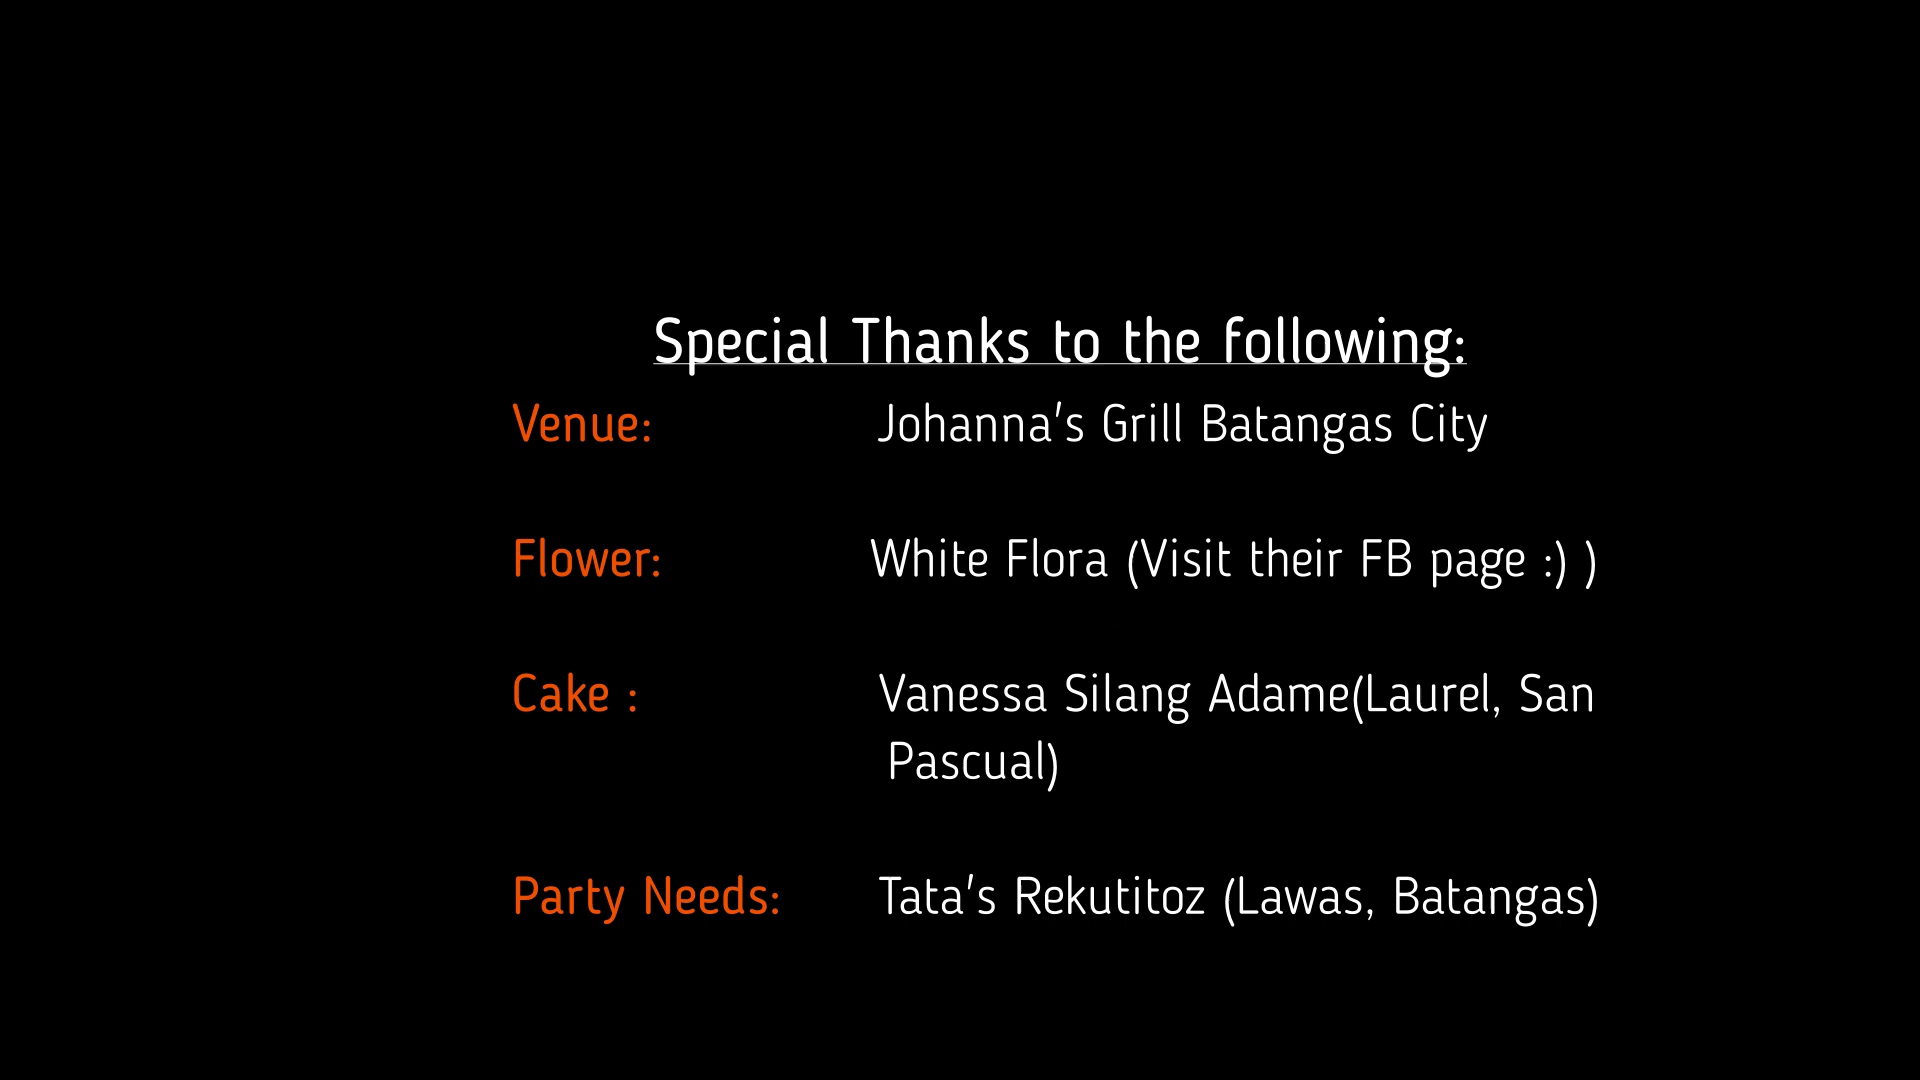 Special Thanks to the following:
Venue: Johanna's Grill Batangas City
Flower: White Flora (Visit their FB page :) )
Cake : Vanessa Silang Adame(Laurel, San
Pascual)
Party Needs: Tata's Rekutitoz (Lawas, Batangas)